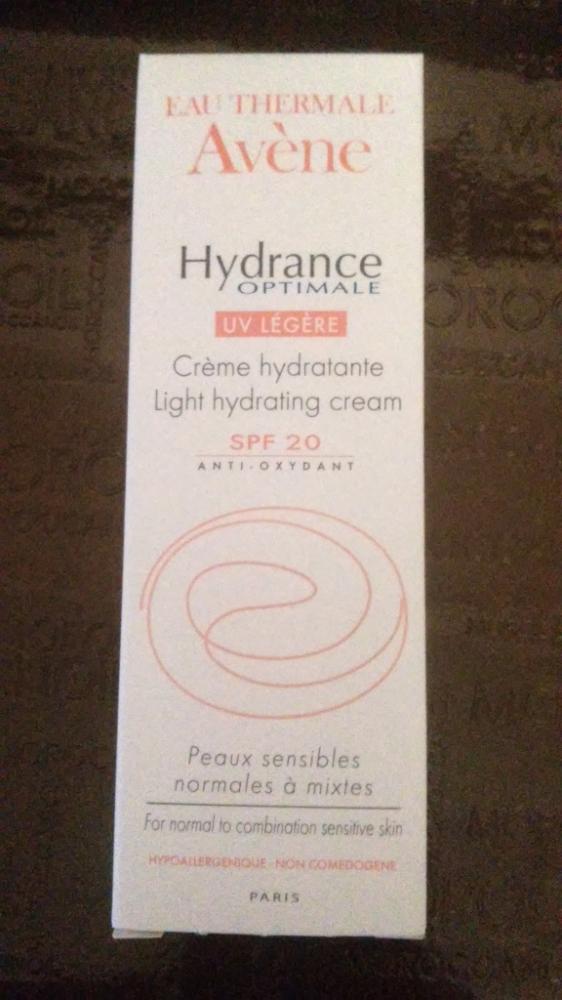 EAU THERMALE
Avène
Hydrance
OPTIMALE
UV LÉGÈRE
Crème hydratante
Light hydrating cream
SPF 20
ANTI-OXYDANT
Peaux sensibles
normales à mixtes
For normal to combination sensitive skin
HYPOALLERGENIQUE - NON COMEDOGENE
PARIS